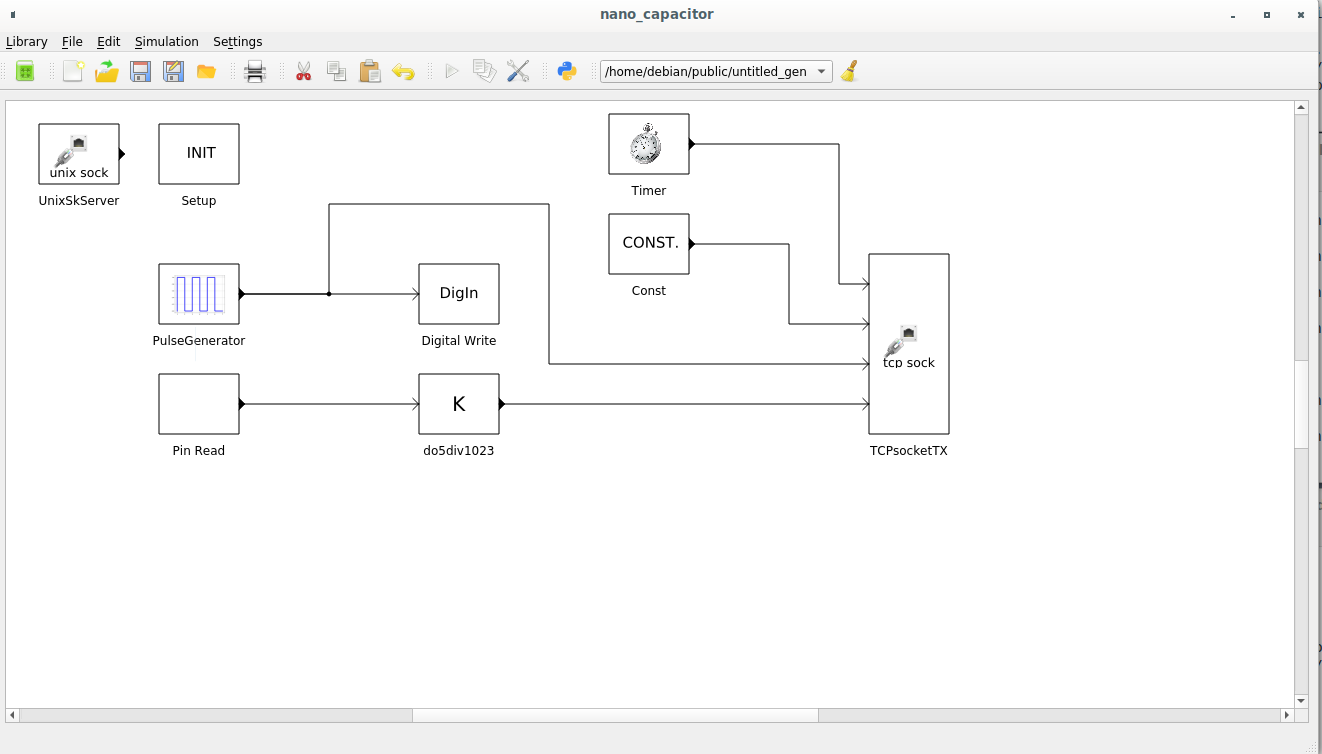 nano_capacitor
Library File Edit Simulation Settings
/home/debian/public/untitled_gen
unix sock
UnixSkServer
INIT
Setup
Timer
CONST.
Const
PulseGenerator
DigIn
Digital Write
tcp sock
TCPsocketTX
Pin Read
K
do5div1023